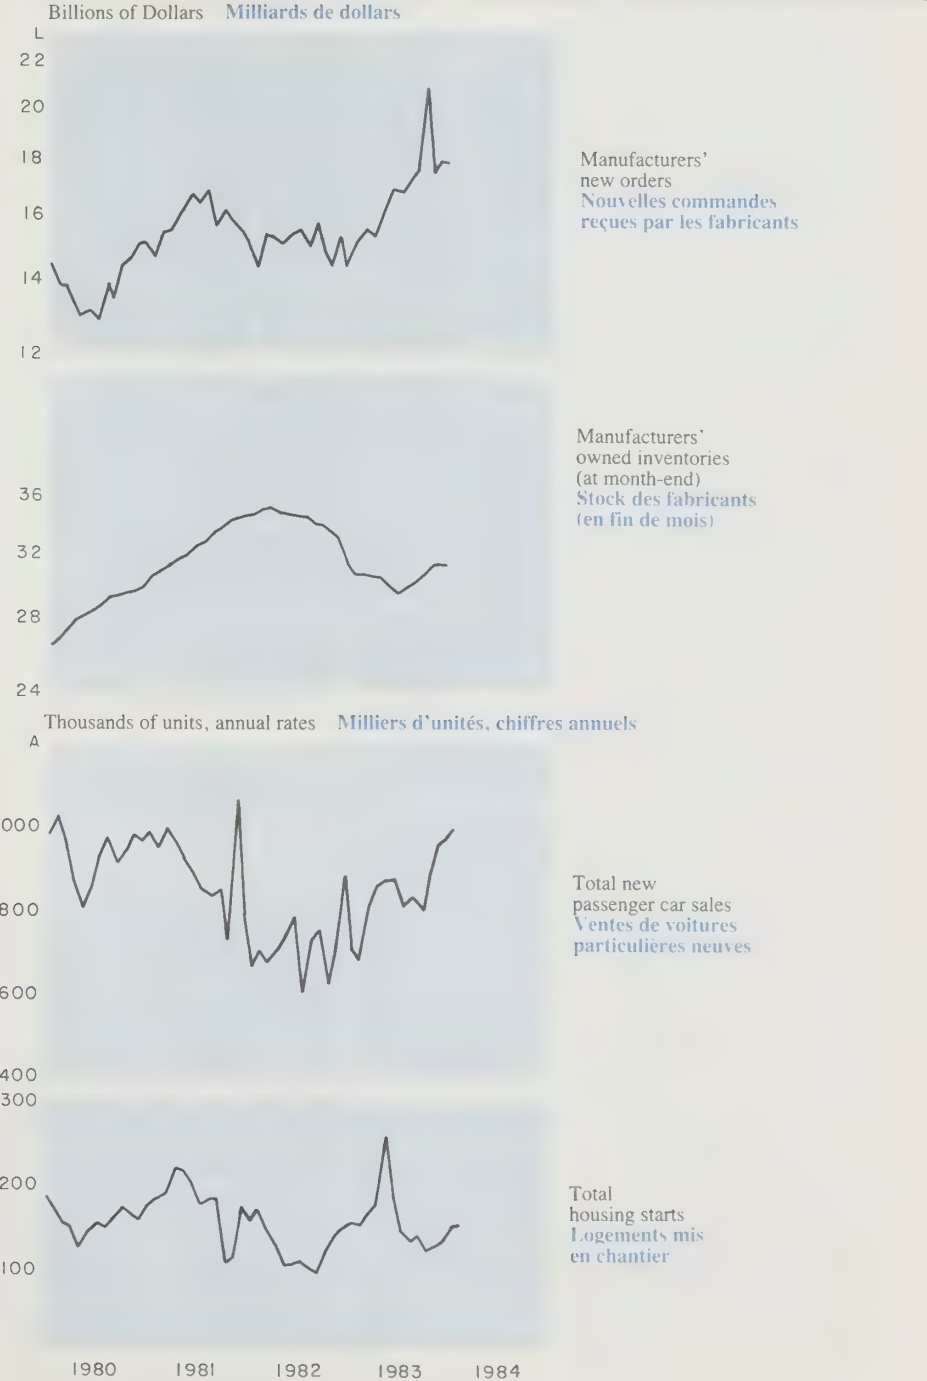 Billions of Dollars Milliards de dollars
L
22
20
18
16
14
12
Manufacturers'
new orders
Nouvelles commandes
reçues par les fabricants
36
32
28
24
Manufacturers'
owned inventories
(at month-end)
Stock des fabricants
(en fin de mois)
Thousands of units, annual rates Milliers d'unités, chiffres annuels
A
000
800
600
400
Total new
passenger car sales
Ventes de voitures
particulières neuves
300
200
100
Total
housing starts
Logements mis
en chantier
1980 1981 1982 1983 1984